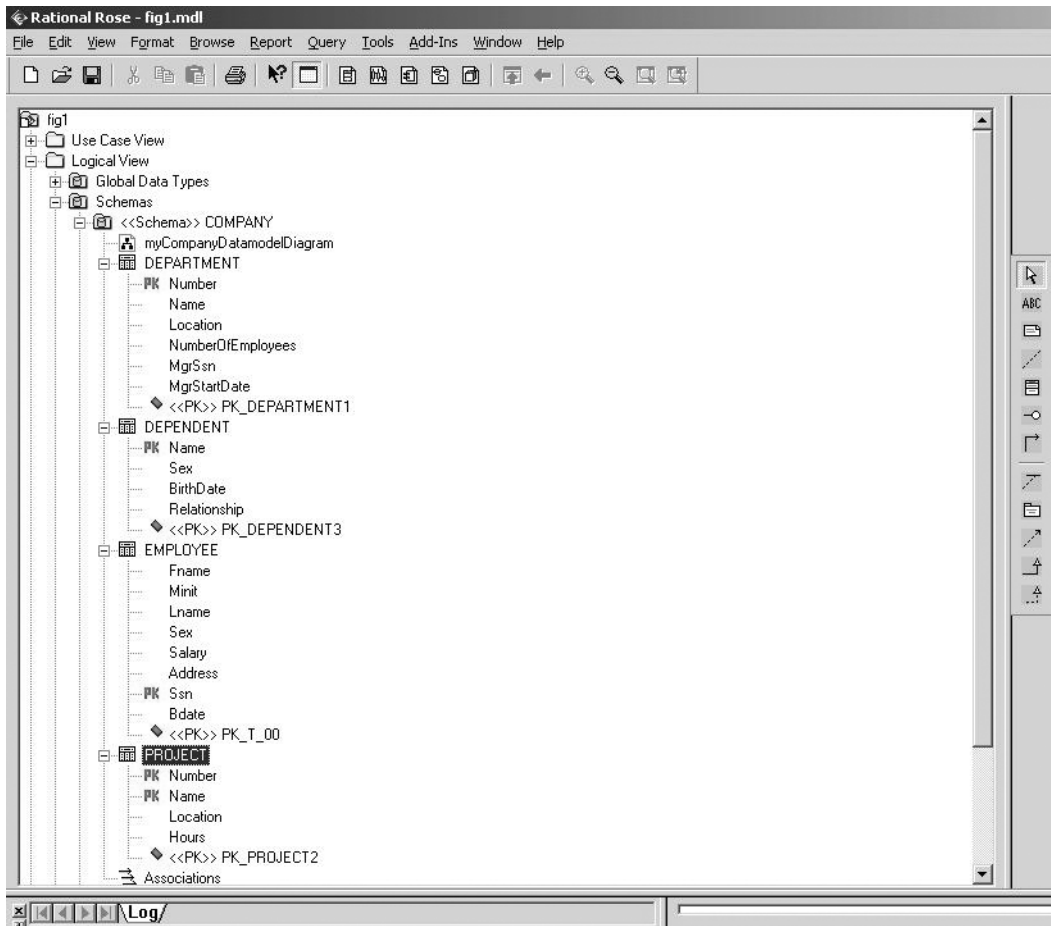 Rational Rose - fig1.mdl
File Edit View Format Browse Report Query Tools Add-Ins Window Help
fig1
Use Case View
Logical View
Global Data Types
Schemas
<<Schema>> COMPANY
myCompanyDatamodelDiagram
DEPARTMENT
PK Number
Name
Location
NumberOfEmployees
MgrSsn
MgrStartDate
<<PK>> PK_DEPARTMENT1
DEPENDENT
PK Name
Sex
BirthDate
Relationship
<<PK>> PK_DEPENDENT3
EMPLOYEE
Fname
Minit
Lname
Sex
Salary
Address
PK Ssn
Bdate
<<PK>> PK_T_00
PROJECT
PK Number
PK Name
Location
Hours
<<PK>> PK_PROJECT2
Associations
ABC
Log